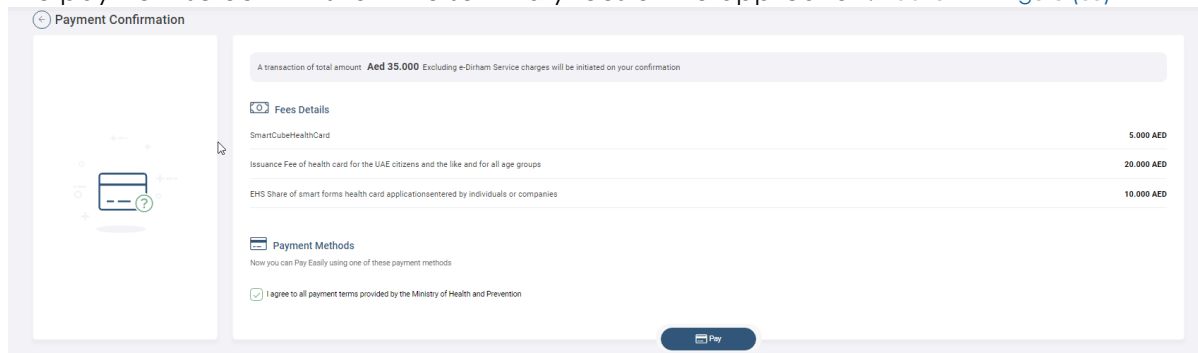 Payment Confirmation
A transaction of total amount Aed 35.000 Excluding e-Dirham Service charges will be initiated on your confirmation
Fees Details
SmartCubeHealthCard 5.000 AED
Issuance Fee of health card for the UAE citizens and the like and for all age groups 20.000 AED
EHS Share of smart forms health card applicationsentered by individuals or companies 10.000 AED
Payment Methods
Now you can Pay Easily using one of these payment methods
I agree to all payment terms provided by the Ministry of Health and Prevention
Pay